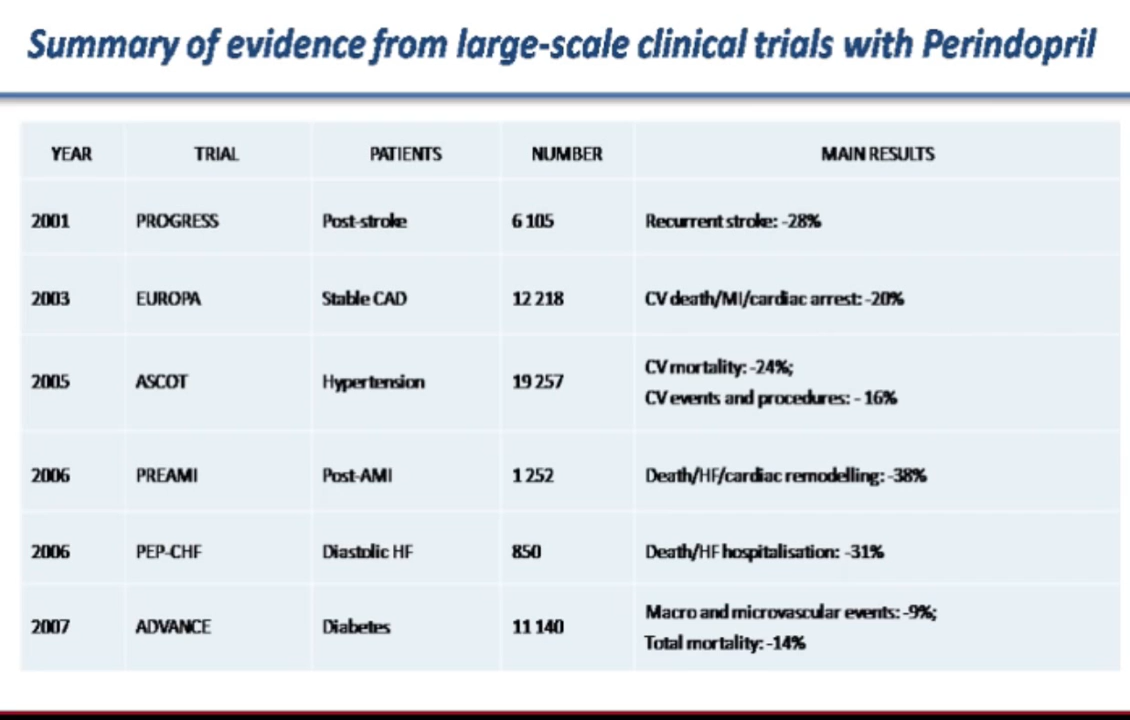 Summary of evidence from large-scale clinical trials with Perindopril
YEAR TRIAL PATIENTS NUMBER MAIN RESULTS
2001 PROGRESS Post-stroke 6 105 Recurrent stroke: -28%
2003 EUROPA Stable CAD 12 218 CV death/MI/cardiac arrest: -20%
2005 ASCOT Hypertension 19 257 CV mortality: -24%;
CV events and procedures: - 16%
2006 PREAMI Post-AMI 1 252 Death/HF/cardiac remodelling: -38%
2006 PEP-CHF Diastolic HF 850 Death/HF hospitalisation: -31%
2007 ADVANCE Diabetes 11 140 Macro and microvascular events: -9%;
Total mortality: -14%